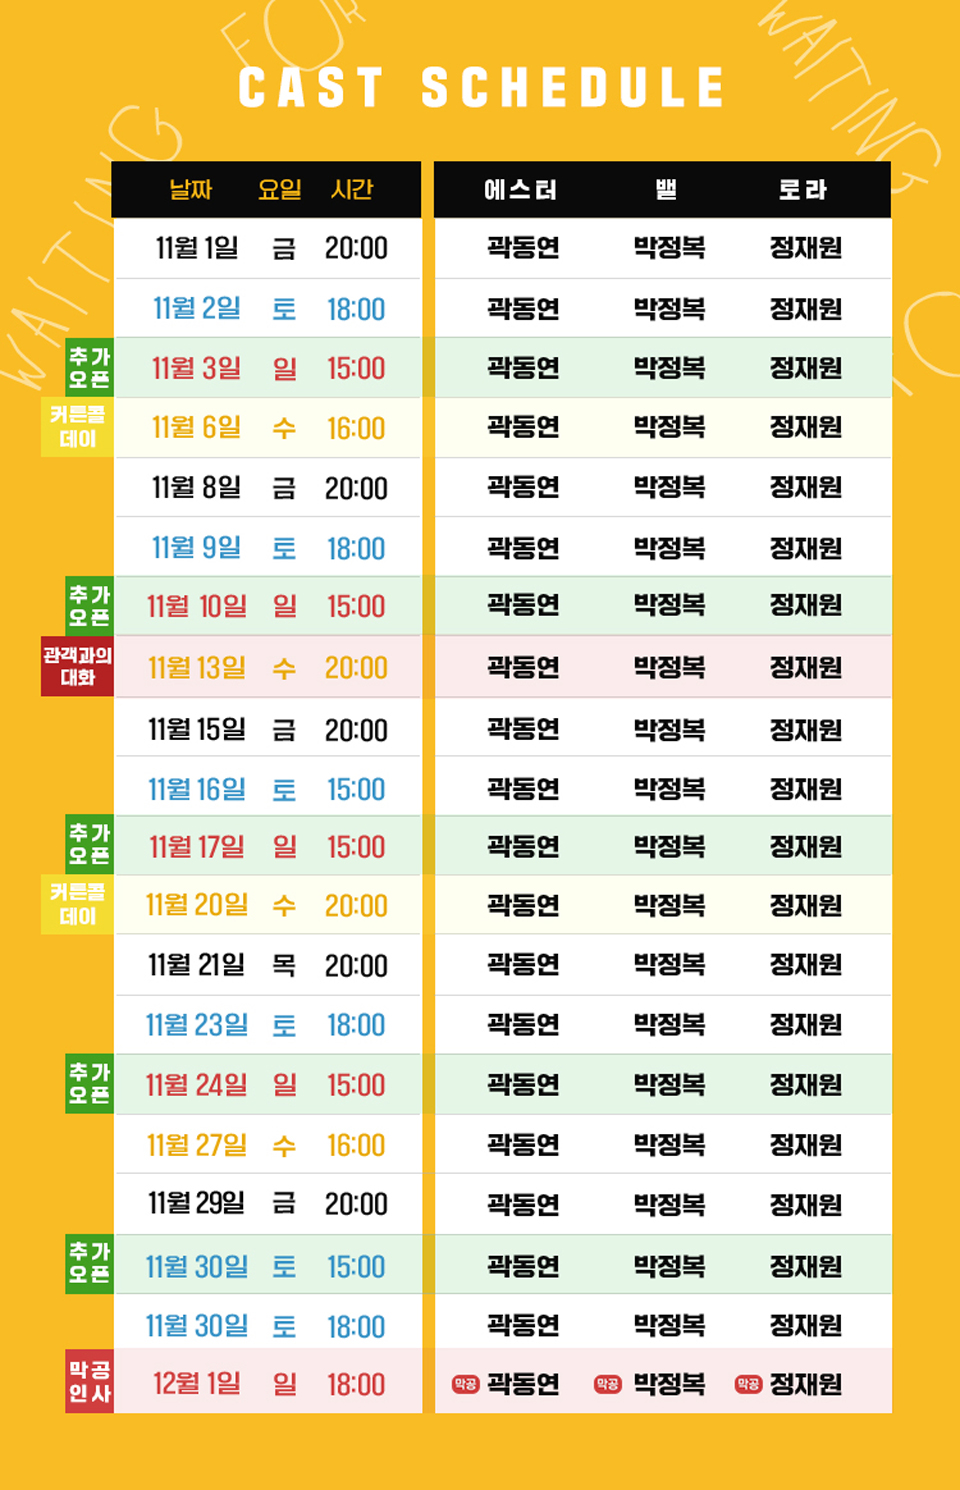 WAITING FOR
WAITING
CAST SCHEDULE
날짜 요일 시간 에스터 밸 로라
11월 1일 금 20:00 곽동연 박정복 정재원
11월 2일 토 18:00 곽동연 박정복 정재원
추가오픈 11월 3일 일 15:00 곽동연 박정복 정재원
커튼콜데이 11월 6일 수 16:00 곽동연 박정복 정재원
11월 8일 금 20:00 곽동연 박정복 정재원
11월 9일 토 18:00 곽동연 박정복 정재원
추가오픈 11월 10일 일 15:00 곽동연 박정복 정재원
관객과의 대화 11월 13일 수 20:00 곽동연 박정복 정재원
11월 15일 금 20:00 곽동연 박정복 정재원
11월 16일 토 15:00 곽동연 박정복 정재원
추가오픈 11월 17일 일 15:00 곽동연 박정복 정재원
커튼콜데이 11월 20일 수 20:00 곽동연 박정복 정재원
11월 21일 목 20:00 곽동연 박정복 정재원
11월 23일 토 18:00 곽동연 박정복 정재원
추가오픈 11월 24일 일 15:00 곽동연 박정복 정재원
11월 27일 수 16:00 곽동연 박정복 정재원
11월 29일 금 20:00 곽동연 박정복 정재원
추가오픈 11월 30일 토 15:00 곽동연 박정복 정재원
11월 30일 토 18:00 곽동연 박정복 정재원
막공인사 12월 1일 일 18:00 막공 곽동연 막공 박정복 막공 정재원